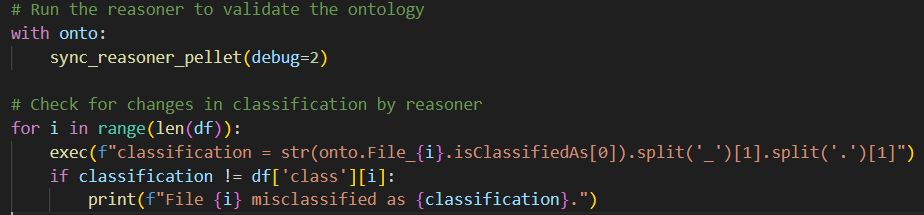 # Run the reasoner to validate the ontology
with onto:
    sync_reasoner_pellet(debug=2)
# Check for changes in classification by reasoner
for i in range(len(df)):
    exec(f"classification = str(onto.File_{i}.isClassifiedAs[0]).split('_')[1].split('.')[1]")
    if classification != df['class'][i]:
        print(f"File {i} misclassified as {classification}.")